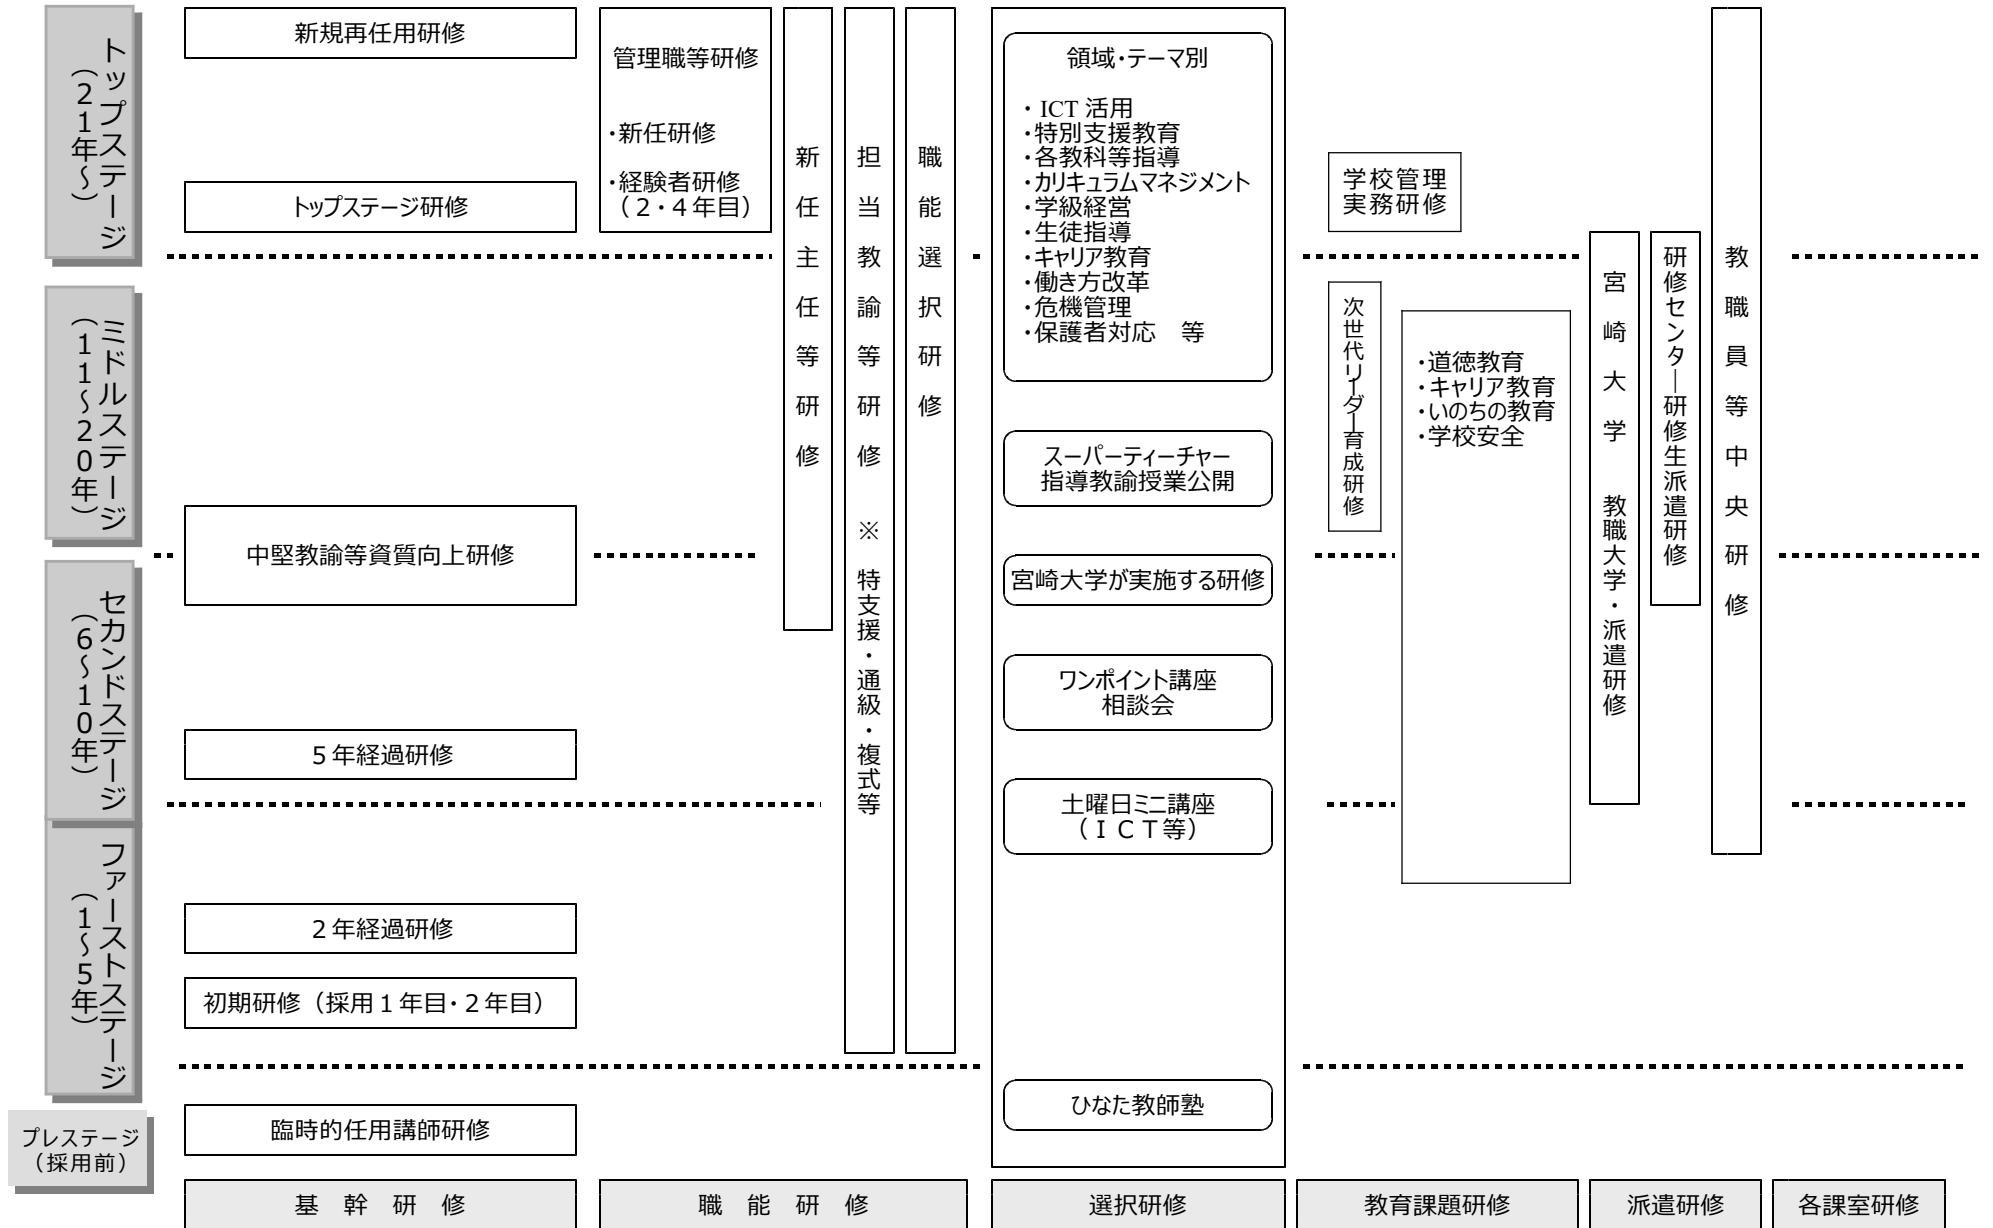 トップステージ
（21年～）
ミドルステージ
（11～20年）
セカンドステージ
（6～10年）
ファーストステージ
（1～5年）
プレステージ
（採用前）
新規再任用研修
トップステージ研修
中堅教諭等資質向上研修
５年経過研修
２年経過研修
初期研修（採用１年目・２年目）
臨時的任用講師研修
基　幹　研　修
管理職等研修
・新任研修
・経験者研修
（２・４年目）
新任主任等研修
担当教諭等研修　※　特支援・通級・複式等
職能選択研修
職　能　研　修
領域・テーマ別
・ ICT 活用
・特別支援教育
・各教科等指導
・カリキュラムマネジメント
・学級経営
・生徒指導
・キャリア教育
・働き方改革
・危機管理
・保護者対応　等
スーパーティーチャー
指導教諭授業公開
宮崎大学が実施する研修
ワンポイント講座
相談会
土曜日ミニ講座
（ＩＣＴ等）
ひなた教師塾
選択研修
学校管理
実務研修
次世代リーダー育成研修
・道徳教育
・キャリア教育
・いのちの教育
・学校安全
教育課題研修
宮崎大学　教職大学・派遣研修
研修センター研修生派遣研修
教職員等中央研修
派遣研修
各課室研修